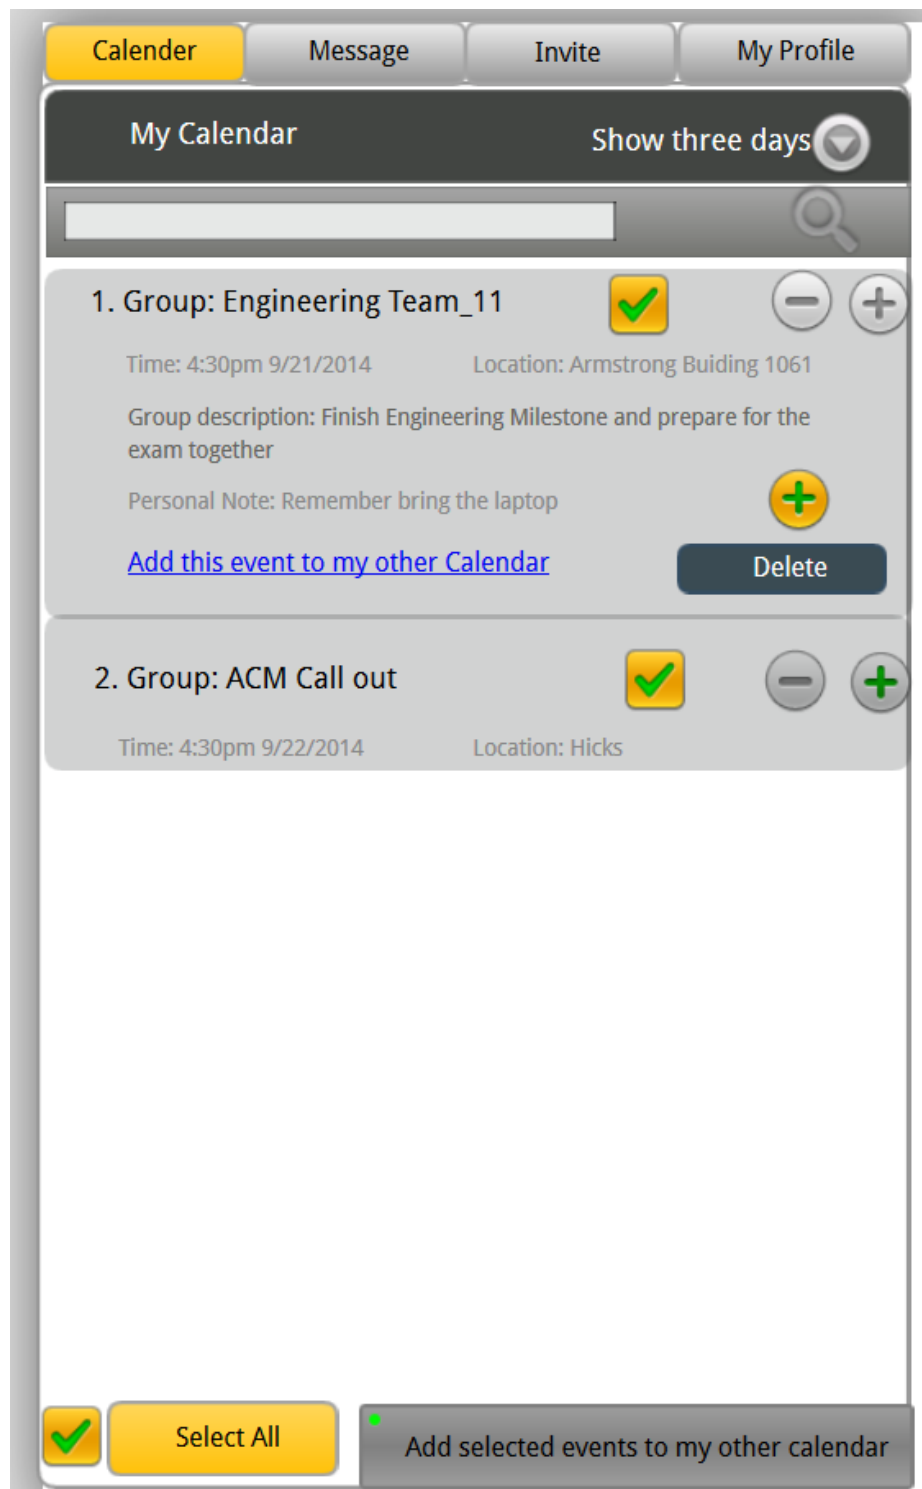 Calender Message Invite My Profile
My Calendar Show three days
1. Group: Engineering Team_11
Time: 4:30pm 9/21/2014 Location: Armstrong Buiding 1061
Group description: Finish Engineering Milestone and prepare for the
exam together
Personal Note: Remember bring the laptop
Add this event to my other Calendar
Delete
2. Group: ACM Call out
Time: 4:30pm 9/22/2014 Location: Hicks
Select All
Add selected events to my other calendar